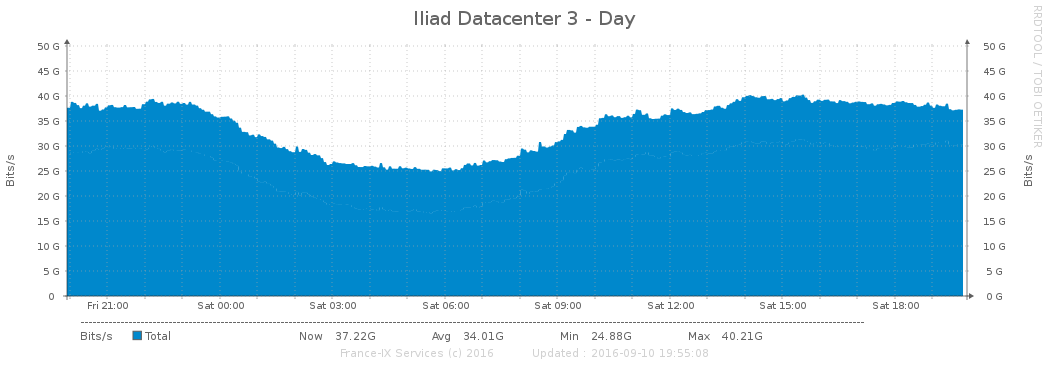 Iliad Datacenter 3 - Day
RRDTOOL / TOBI OETIKER
50 G 50 G
45 G 45 G
40 G 40 G
35 G 35 G
30 G 30 G
25 G 25 G
20 G 20 G
15 G 15 G
10 G 10 G
5 G 5 G
0 0 G
Bits/s
Bits/s
Fri 21:00 Sat 00:00 Sat 03:00 Sat 06:00 Sat 09:00 Sat 12:00 Sat 15:00 Sat 18:00
Bits/s Total Now 37.22G Avg 34.01G Min 24.88G Max 40.21G
France-IX Services (c) 2016 Updated : 2016-09-10 19:55:08